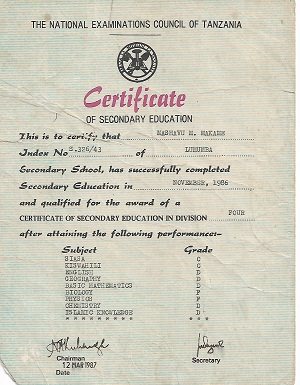 THE NATIONAL EXAMINATIONS COUNCIL OF TANZANIA
Certificate
OF SECONDARY EDUCATION
This is to certify that MASHAVU M. MAKAME
Index No S.326/43 of LUMUMBA
Secondary School, has successfully completed
Secondary Education in NOVEMBER, 1986
and qualified for the award of a
CERTIFICATE OF SECONDARY EDUCATION IN DIVISION FOUR
after attaining the following performance:-
Subject Grade
SIASA C
KISWAHILI C
ENGLISH D
GEOGRAPHY D
BASIC MATHEMATICS D
BIOLOGY F
PHYSICS F
CHEMISTRY D
ISLAMIC KNOWLEDGE D
* * * * * * * * * * * *
Chairman Secretary
12 MAR 1987
Date